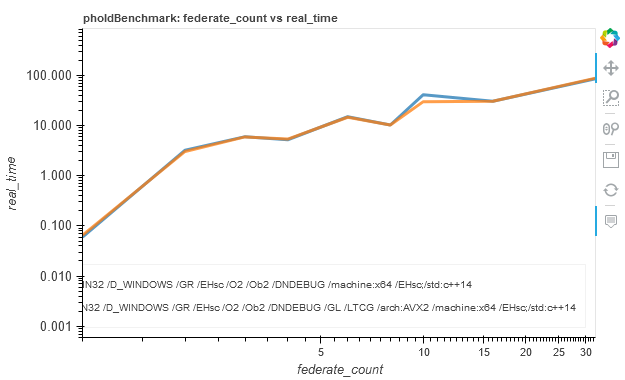 pholdBenchmark: federate_count vs real_time
100.000
10.000
1.000
0.100
0.010
0.001
real_time
N32 /D_WINDOWS /GR /EHsc /O2 /Ob2 /DNDEBUG /machine:x64 /EHsc;/std:c++14
N32 /D_WINDOWS /GR /EHsc /O2 /Ob2 /DNDEBUG /GL /LTCG /arch:AVX2 /machine:x64 /EHsc;/std:c++14
5 10 15 20 25 30
federate_count